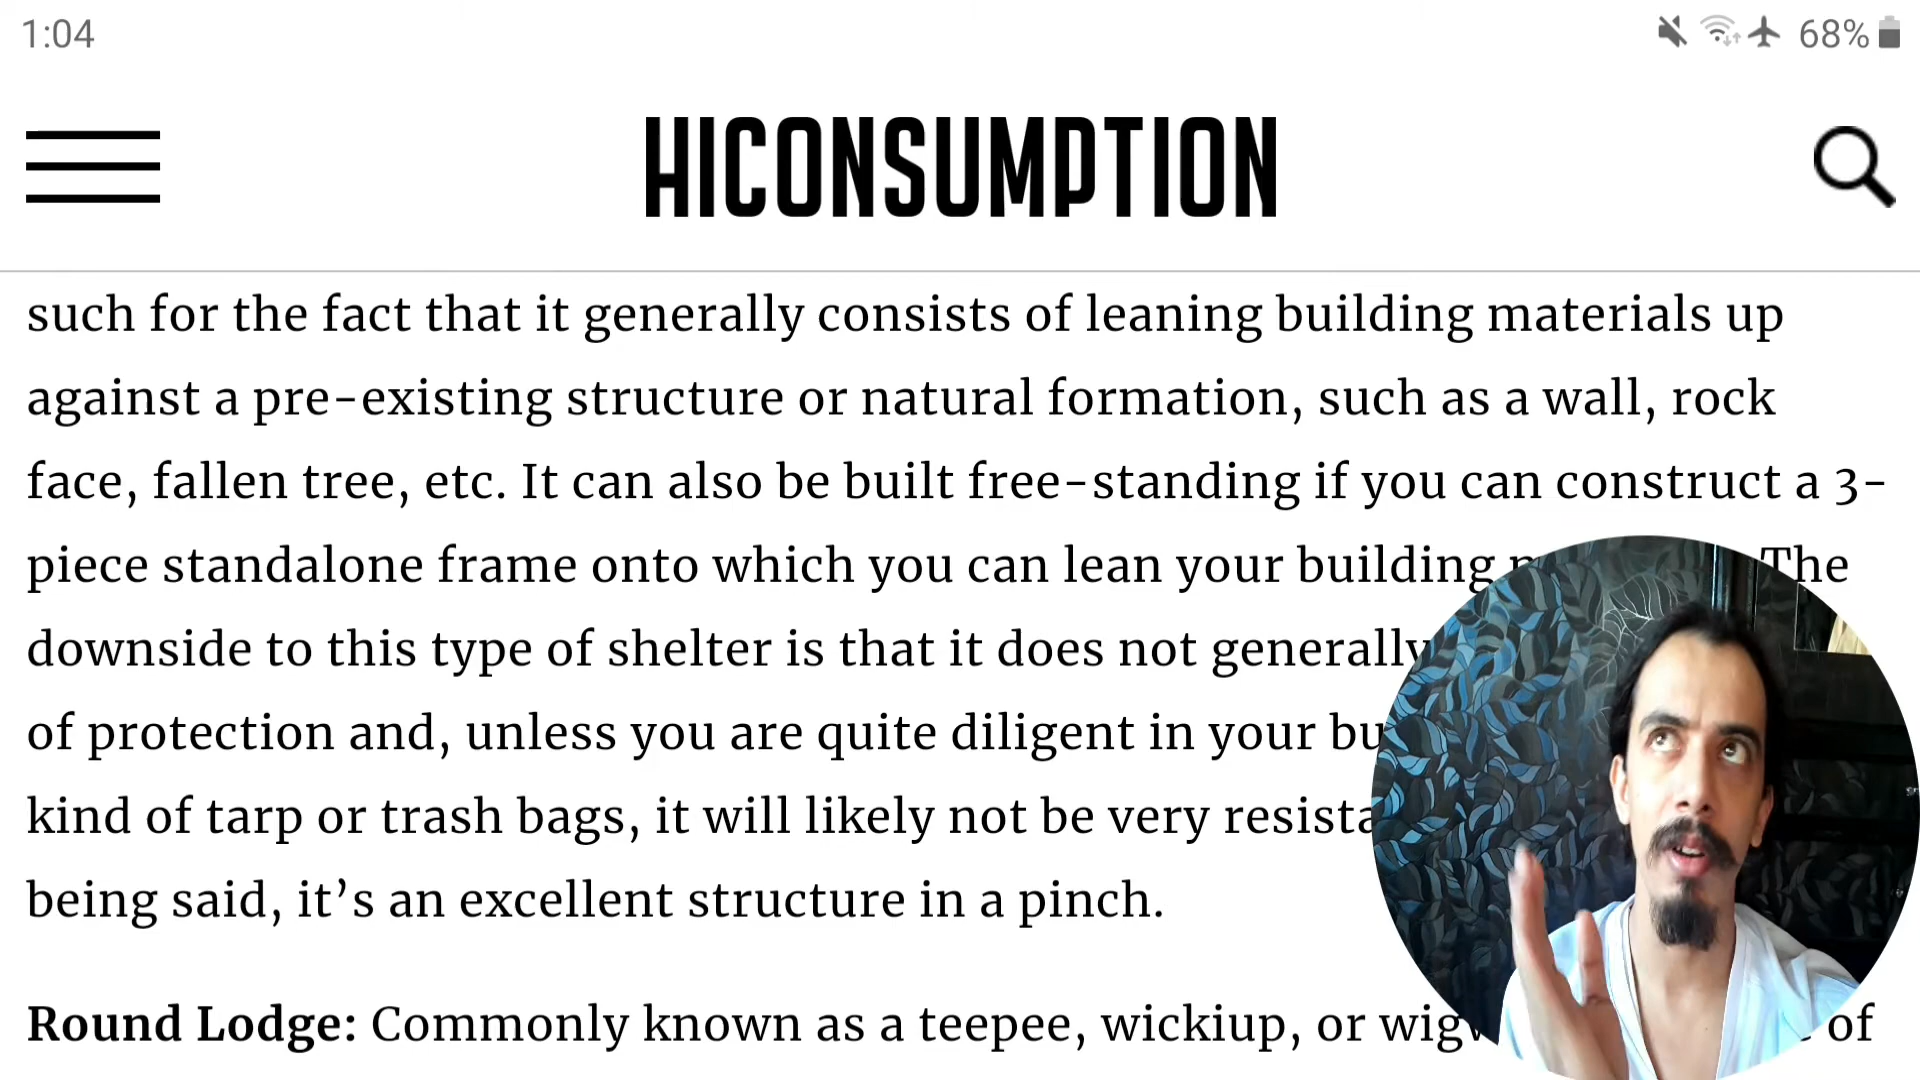 1:04
68%
HICONSUMPTION
such for the fact that it generally consists of leaning building materials up
against a pre-existing structure or natural formation, such as a wall, rock
face, fallen tree, etc. It can also be built free-standing if you can construct a 3-
piece standalone frame onto which you can lean your building The
downside to this type of shelter is that it does not generally
of protection and, unless you are quite diligent in your
kind of tarp or trash bags, it will likely not be very
being said, it’s an excellent structure in a pinch.
Round Lodge: Commonly known as a teepee, wickiup, or of